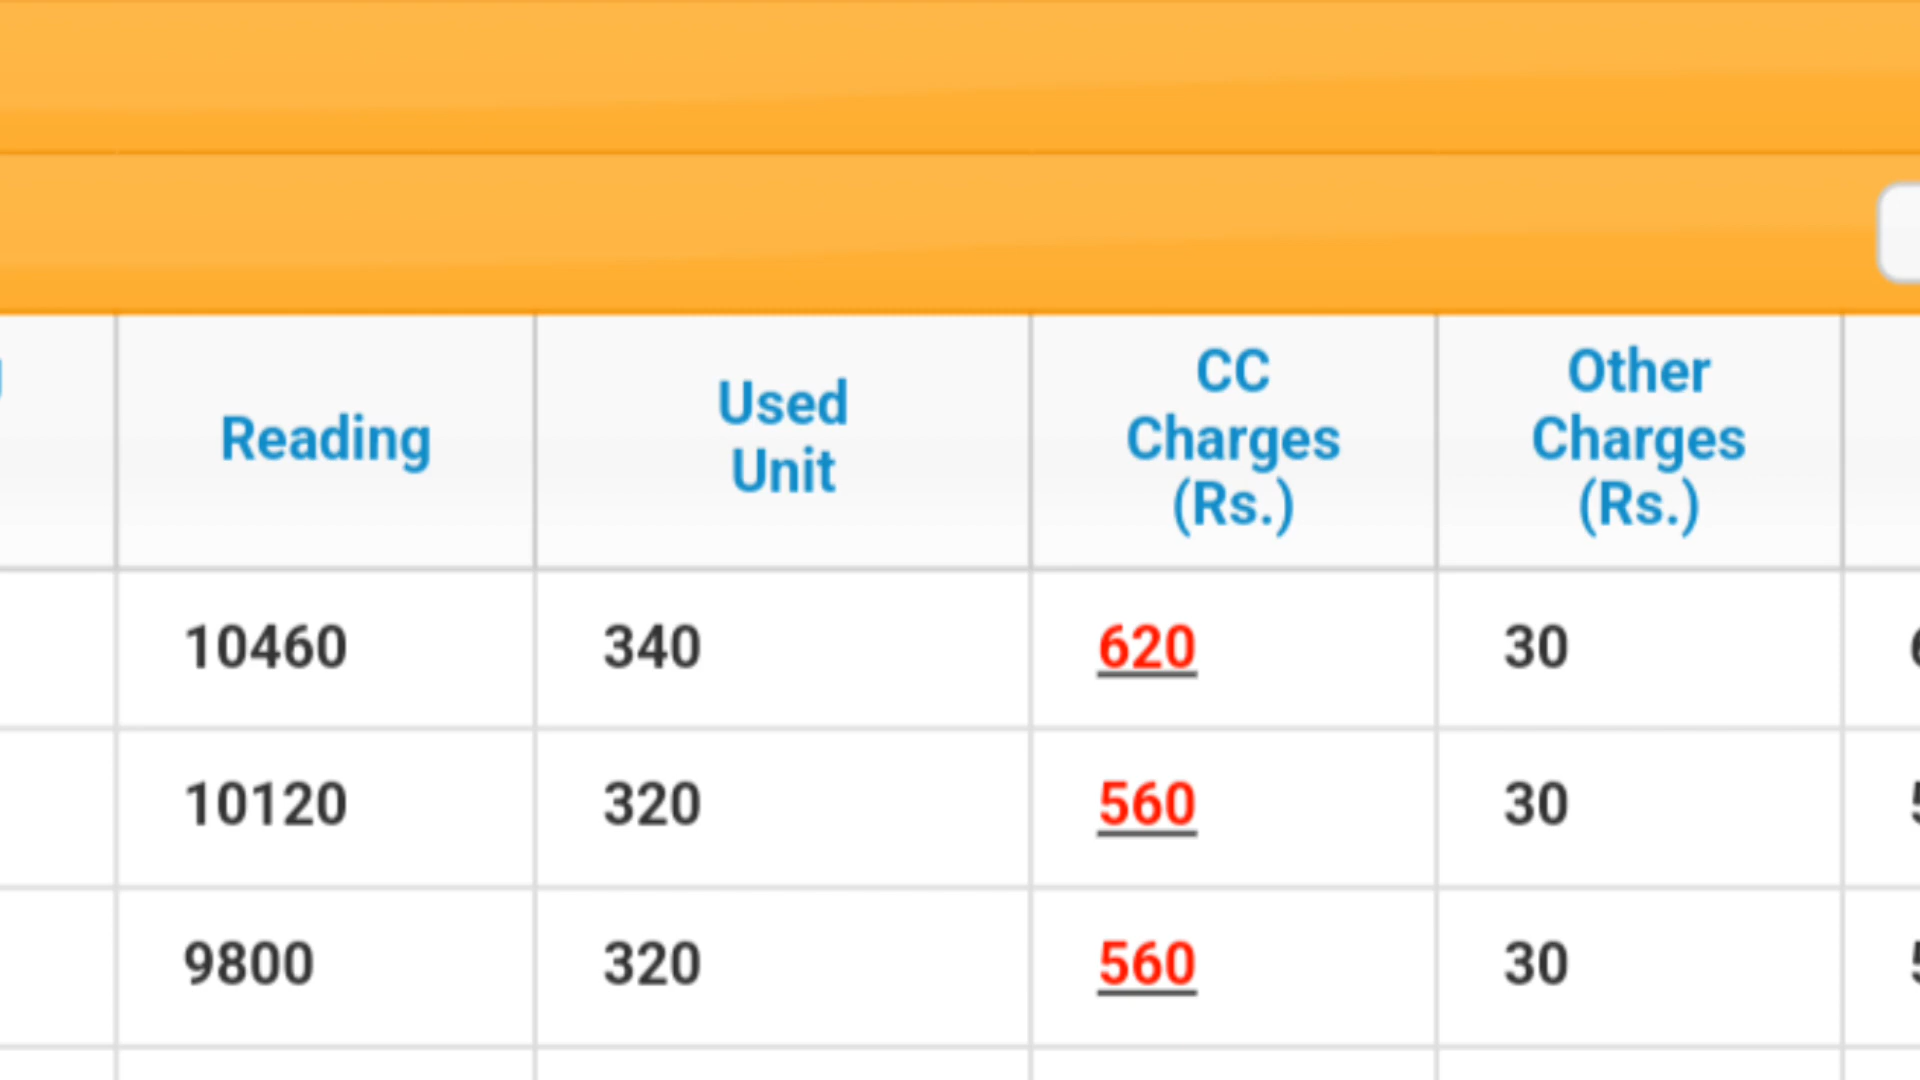 Reading
Used
Unit
CC
Charges
(Rs.)
Other
Charges
(Rs.)
10460 340 620 30
10120 320 560 30
9800 320 560 30